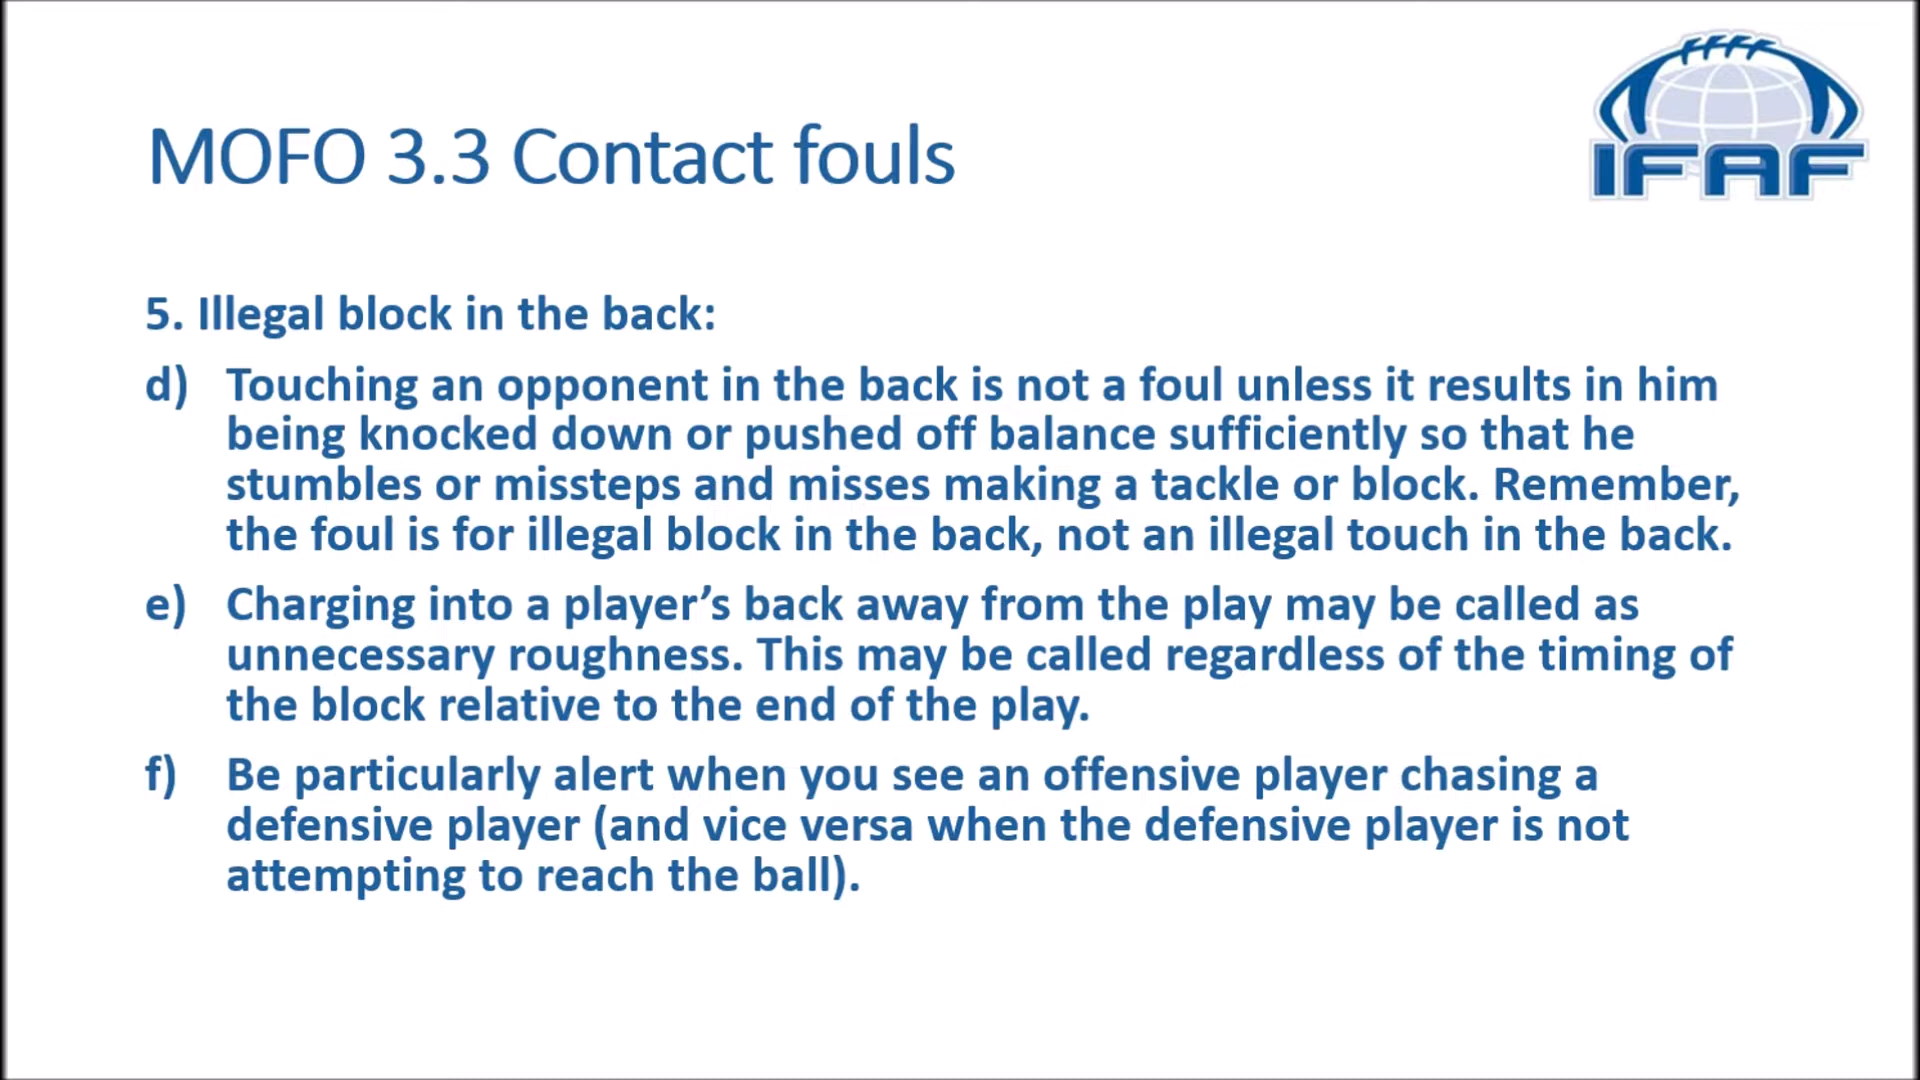 MOFO 3.3 Contact fouls
IFAF
5. Illegal block in the back:
d) Touching an opponent in the back is not a foul unless it results in him
being knocked down or pushed off balance sufficiently so that he
stumbles or missteps and misses making a tackle or block. Remember,
the foul is for illegal block in the back, not an illegal touch in the back.
e) Charging into a player’s back away from the play may be called as
unnecessary roughness. This may be called regardless of the timing of
the block relative to the end of the play.
f) Be particularly alert when you see an offensive player chasing a
defensive player (and vice versa when the defensive player is not
attempting to reach the ball).